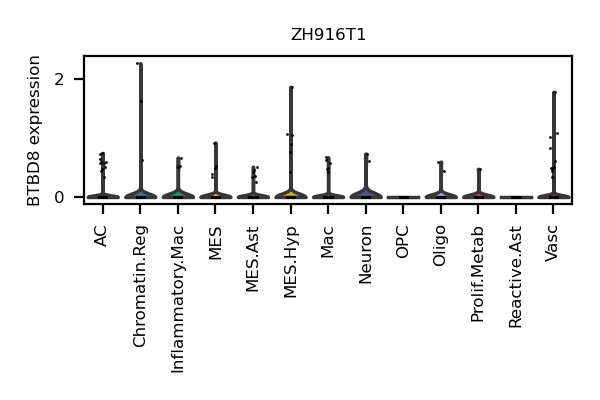 ZH916T1
BTBD8 expression
2
0
AC
Chromatin.Reg
Inflammatory.Mac
MES
MES.Ast
MES.Hyp
Mac
Neuron
OPC
Oligo
Prolif.Metab
Reactive.Ast
Vasc